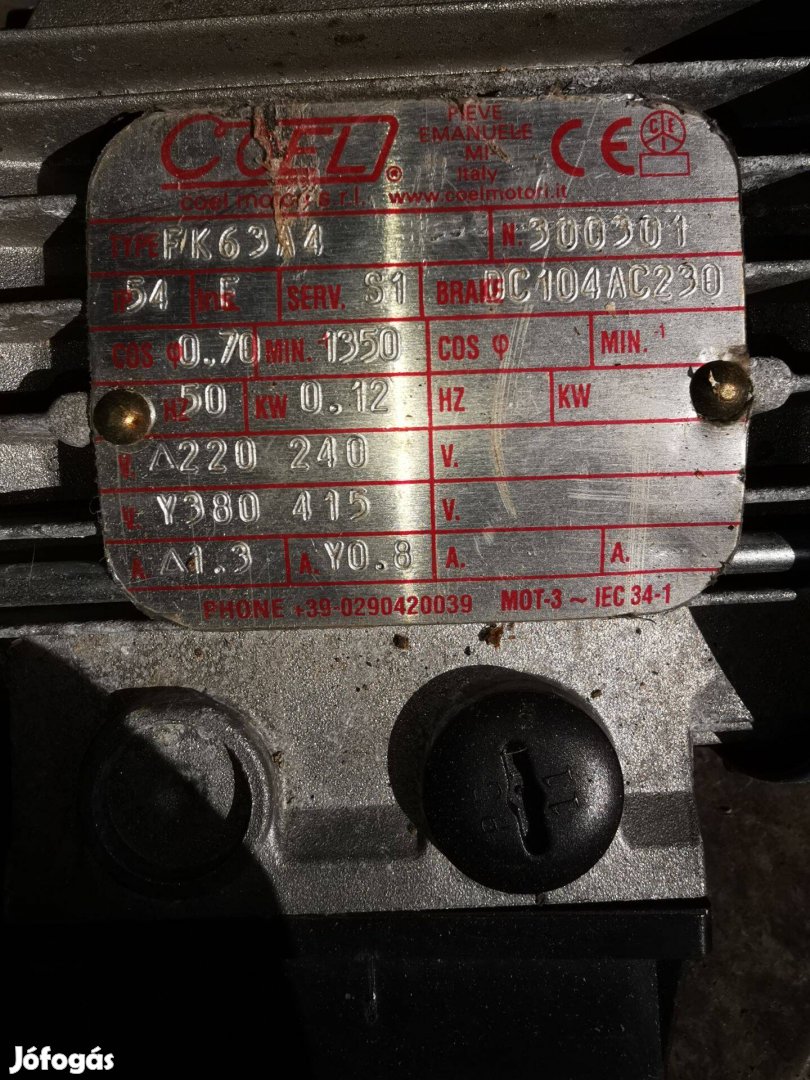 COEL®
PIEVE
EMANUELE
MI
Italy
CE
coel motori s.r.l. www.coelmotori.it
TYPE FK63A4 N. 300301
IP54 F SERV. S1 BRAKE DC104AC230
COS φ 0.70 MIN.-1 1350 COS φ MIN.-1
HZ 50 KW 0.12 HZ KW
V. Δ220 240 V.
V. Y380 415 V.
A. Δ1.3 A. Y0.8 A. A.
PHONE +39-0290420039 MOT-3 ~ IEC 34-1
Jófogás